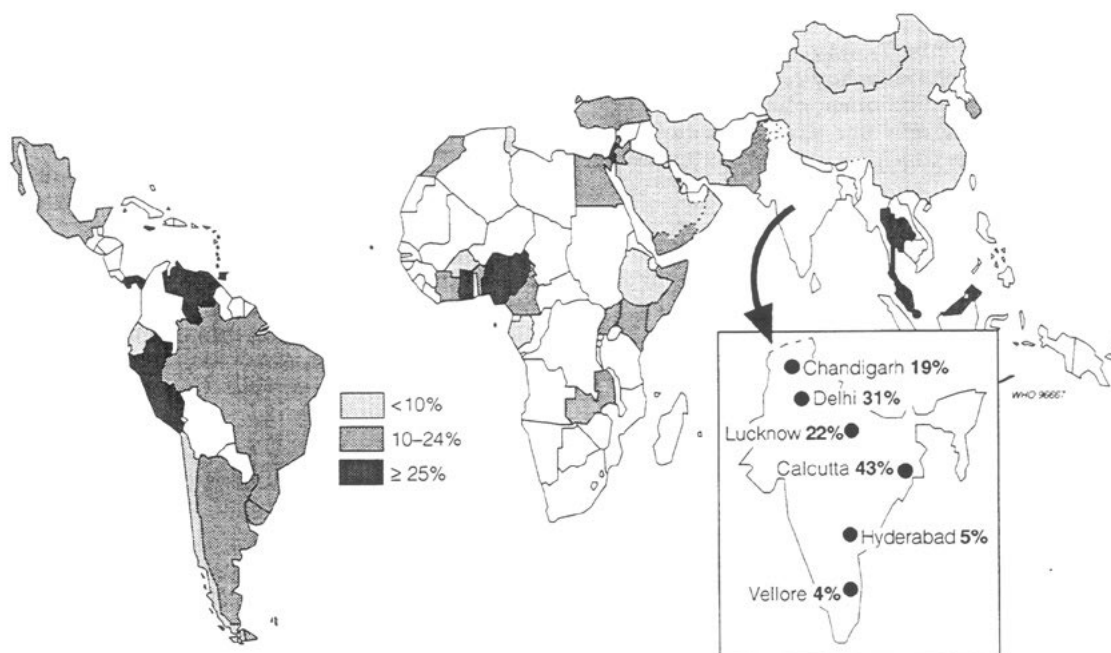 Chandigarh 19%
Delhi 31%
Lucknow 22%
Calcutta 43%
Hyderabad 5%
Vellore 4%
<10%
10–24%
≥ 25%